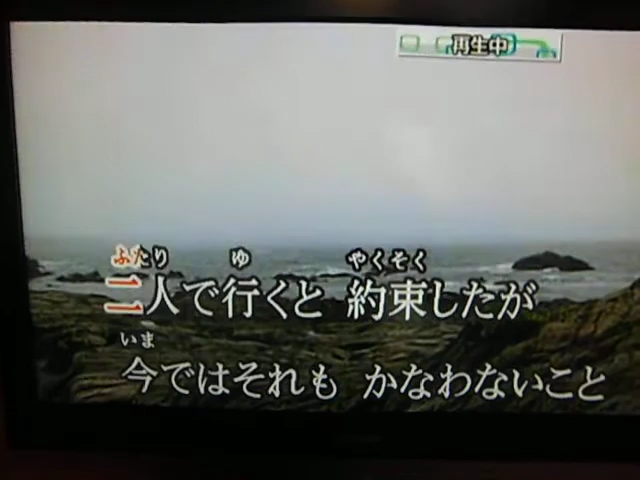 再生中
ふたり ゆ やくそく
二人で行くと 約束したが
いま
今ではそれも かなわないこと